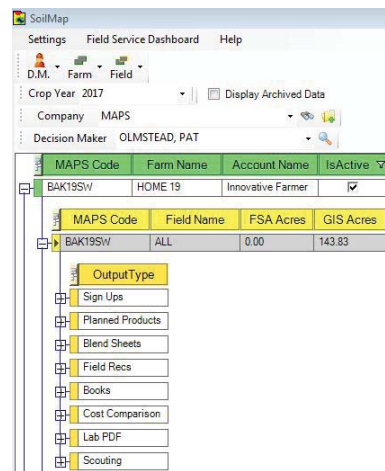 SoilMap
Settings Field Service Dashboard Help
D.M. Farm Field
Crop Year 2017 Display Archived Data
Company MAPS
Decision Maker OLMSTEAD, PAT
MAPS Code Farm Name Account Name IsActive
BAK19SW HOME 19 Innovative Farmer
MAPS Code Field Name FSA Acres GIS Acres
BAK19SW ALL 0.00 143.83
OutputType
Sign Ups
Planned Products
Blend Sheets
Field Recs
Books
Cost Comparison
Lab PDF
Scouting